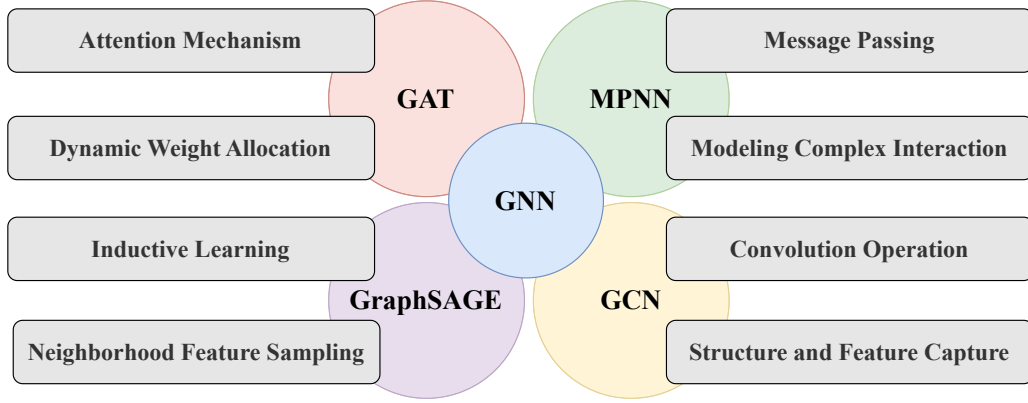 Attention Mechanism
Message Passing
GAT
MPNN
Dynamic Weight Allocation
Modeling Complex Interaction
GNN
Inductive Learning
Convolution Operation
GraphSAGE
GCN
Neighborhood Feature Sampling
Structure and Feature Capture